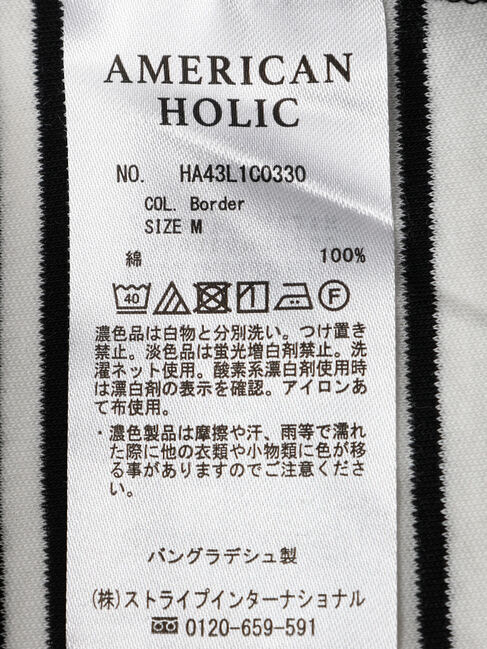 AMERICAN
HOLIC
NO. HA43L1C0330
COL. Border
SIZE M
綿 100%
40 F
濃色品は白物と分別洗い。つけ置き
禁止。淡色品は蛍光増白剤禁止。洗
濯ネット使用。酸素系漂白剤使用時
は漂白剤の表示を確認。アイロンあ
て布使用。
・濃色製品は摩擦や汗、雨等で濡れ
た際に他の衣類や小物類に色が移
る事がありますのでご注意くださ
い。
バングラデシュ製
(株)ストライプインターナショナル
0120-659-591